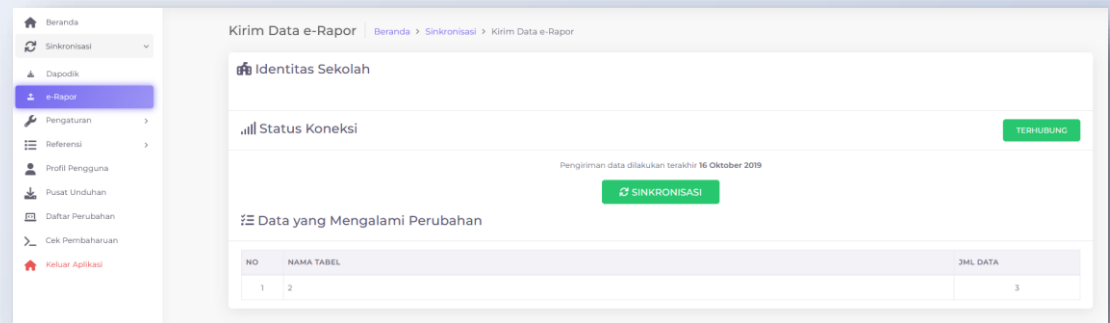 Beranda
Sinkronisasi
Dapodik
e-Rapor
Pengaturan
Referensi
Profil Pengguna
Pusat Unduhan
Daftar Perubahan
Cek Pembaharuan
Keluar Aplikasi
Kirim Data e-Rapor Beranda > Sinkronisasi > Kirim Data e-Rapor
Identitas Sekolah
Status Koneksi TERHUBUNG
Pengiriman data dilakukan terakhir 16 Oktober 2019
SINKRONISASI
Data yang Mengalami Perubahan
NO NAMA TABEL JML DATA
1 2 3